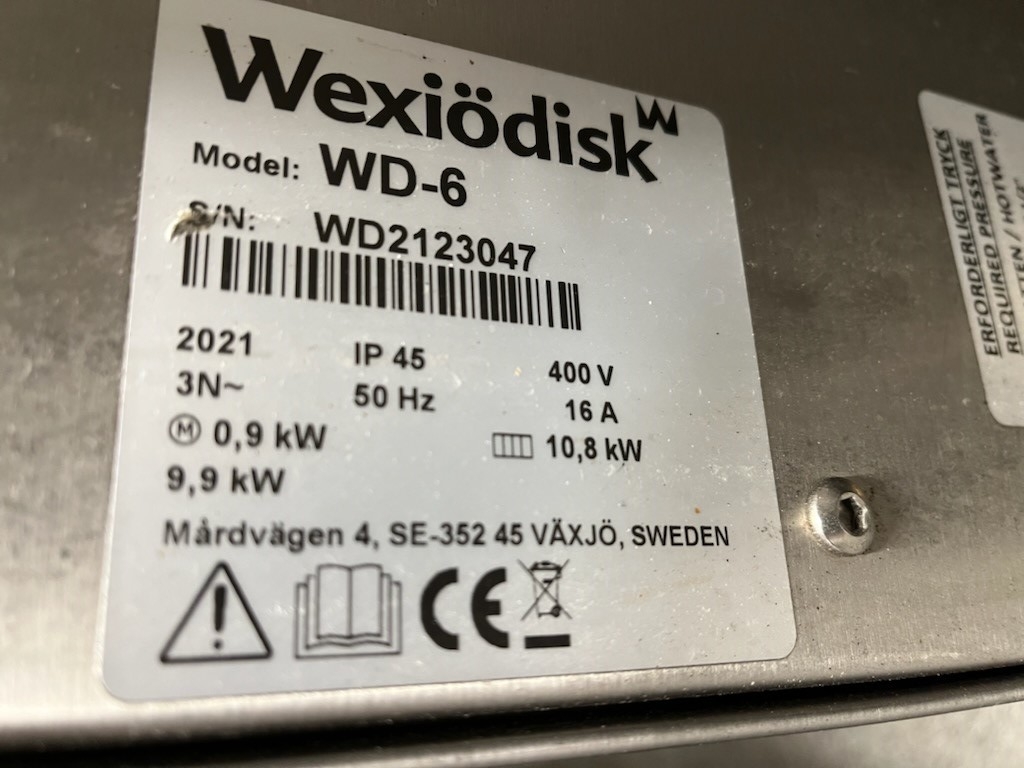 Wexiödisk
Model: WD-6
S/N: WD2123047
2021 IP 45 400 V
3N~ 50 Hz 16 A
M 0,9 kW 10,8 kW
9,9 kW
Mårdvägen 4, SE-352 45 VÄXJÖ, SWEDEN
CE
ERFORDERLIGT TRYCK
REQUIRED PRESSURE
/ HOTWATER